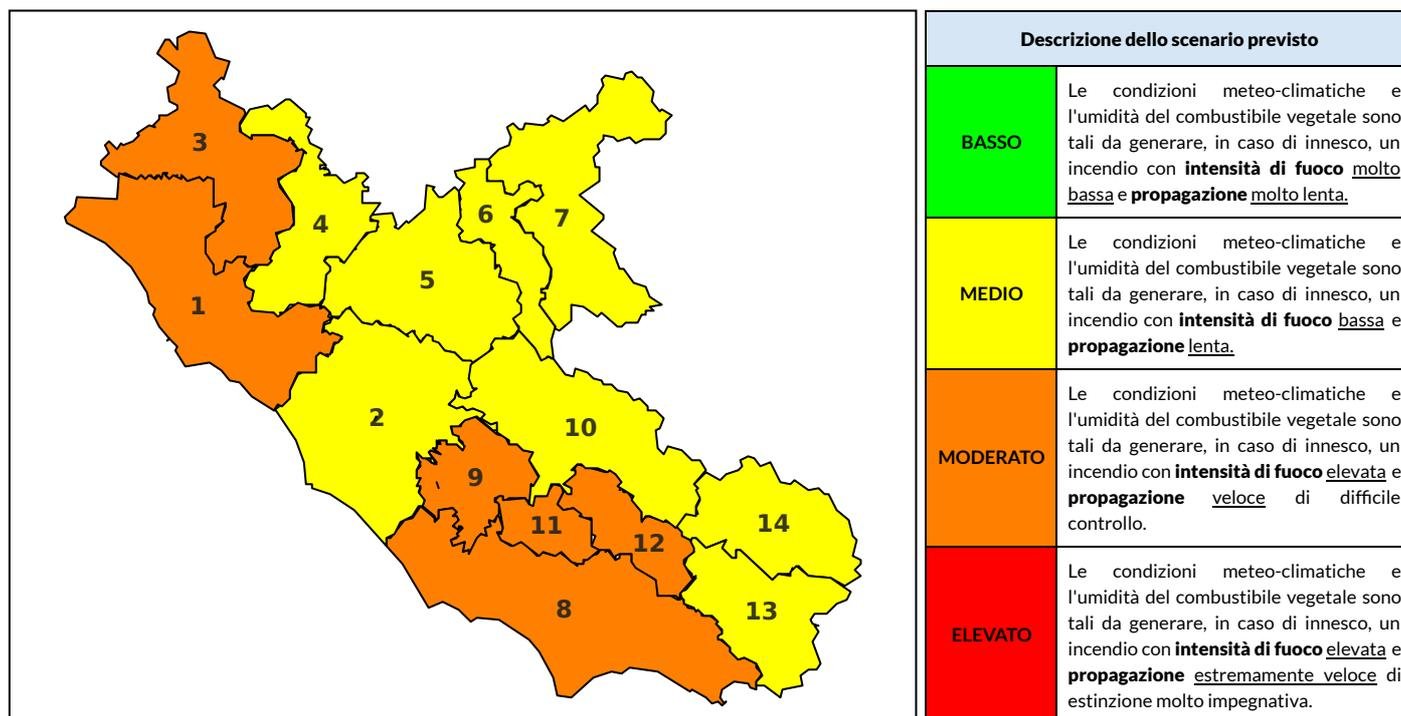 3
4
6
7
5
1
2
10
9
11
12
14
8
13
Descrizione dello scenario previsto
BASSO
Le condizioni meteo-climatiche e
l'umidità del combustibile vegetale sono
tali da generare, in caso di innesco, un
incendio con intensità di fuoco molto
bassa e propagazione molto lenta.
MEDIO
Le condizioni meteo-climatiche e
l'umidità del combustibile vegetale sono
tali da generare, in caso di innesco, un
incendio con intensità di fuoco bassa e
propagazione lenta.
MODERATO
Le condizioni meteo-climatiche e
l'umidità del combustibile vegetale sono
tali da generare, in caso di innesco, un
incendio con intensità di fuoco elevata e
propagazione veloce di difficile
controllo.
ELEVATO
Le condizioni meteo-climatiche e
l'umidità del combustibile vegetale sono
tali da generare, in caso di innesco, un
incendio con intensità di fuoco elevata e
propagazione estremamente veloce di
estinzione molto impegnativa.